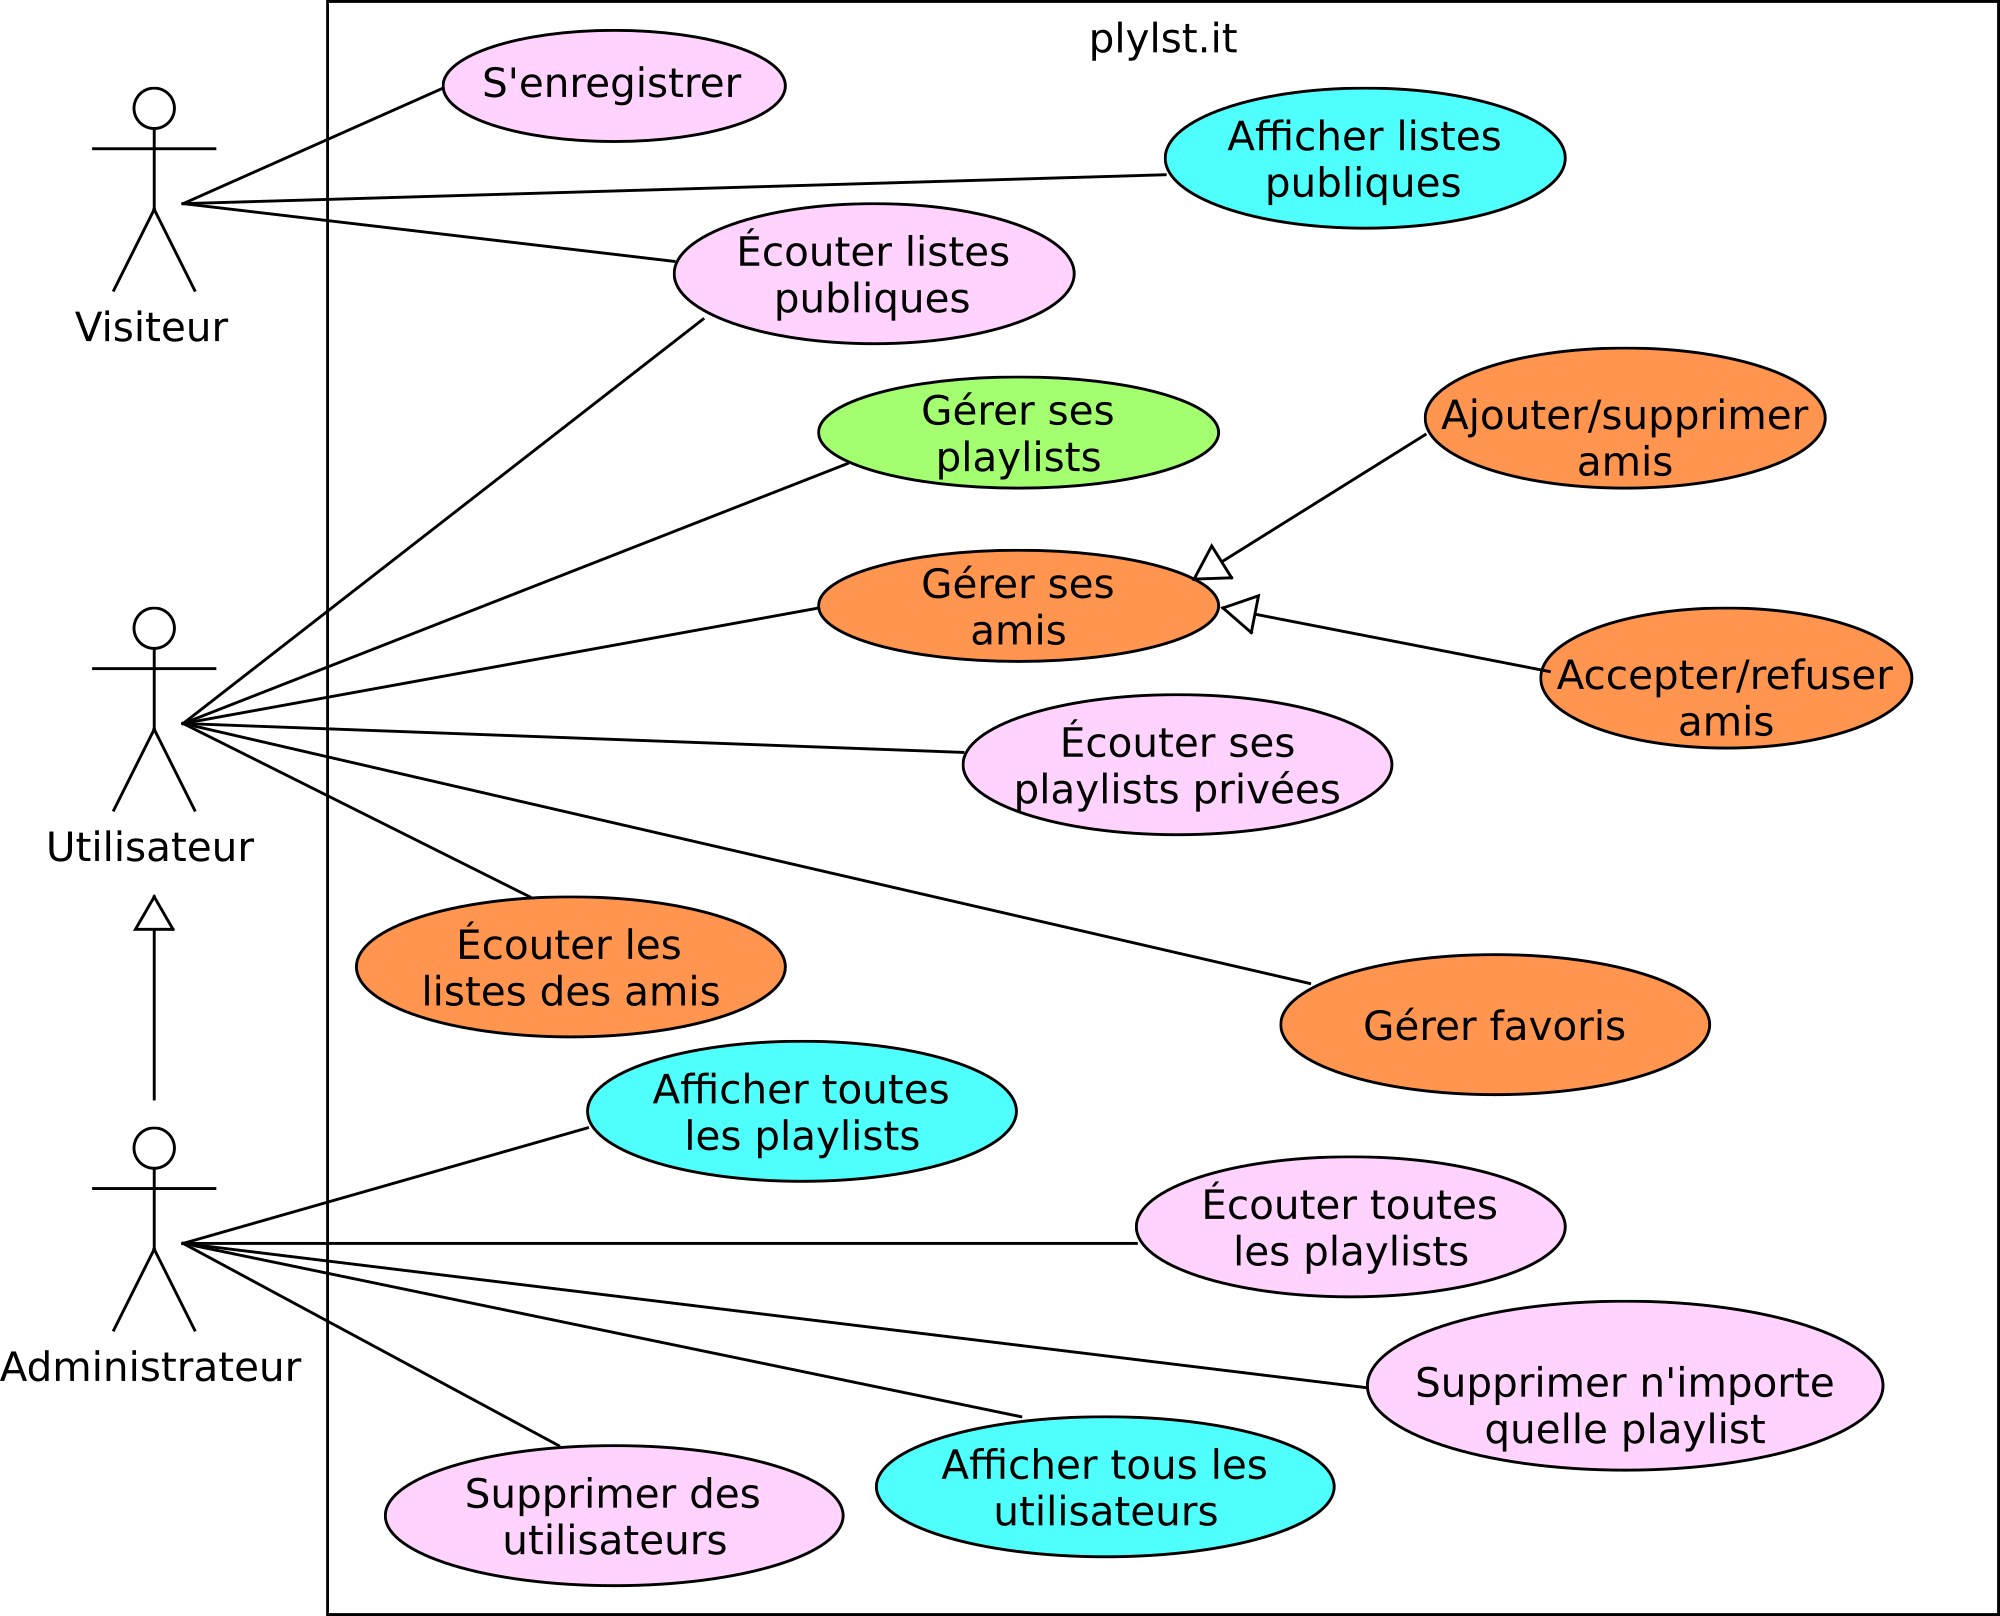 plylst.it
S'enregistrer
Afficher listes
publiques
Écouter listes
publiques
Visiteur
Gérer ses
playlists
Ajouter/supprimer
amis
Gérer ses
amis
Accepter/refuser
amis
Écouter ses
playlists privées
Utilisateur
Écouter les
listes des amis
Gérer favoris
Afficher toutes
les playlists
Écouter toutes
les playlists
Administrateur
Supprimer n'importe
quelle playlist
Afficher tous les
utilisateurs
Supprimer des
utilisateurs